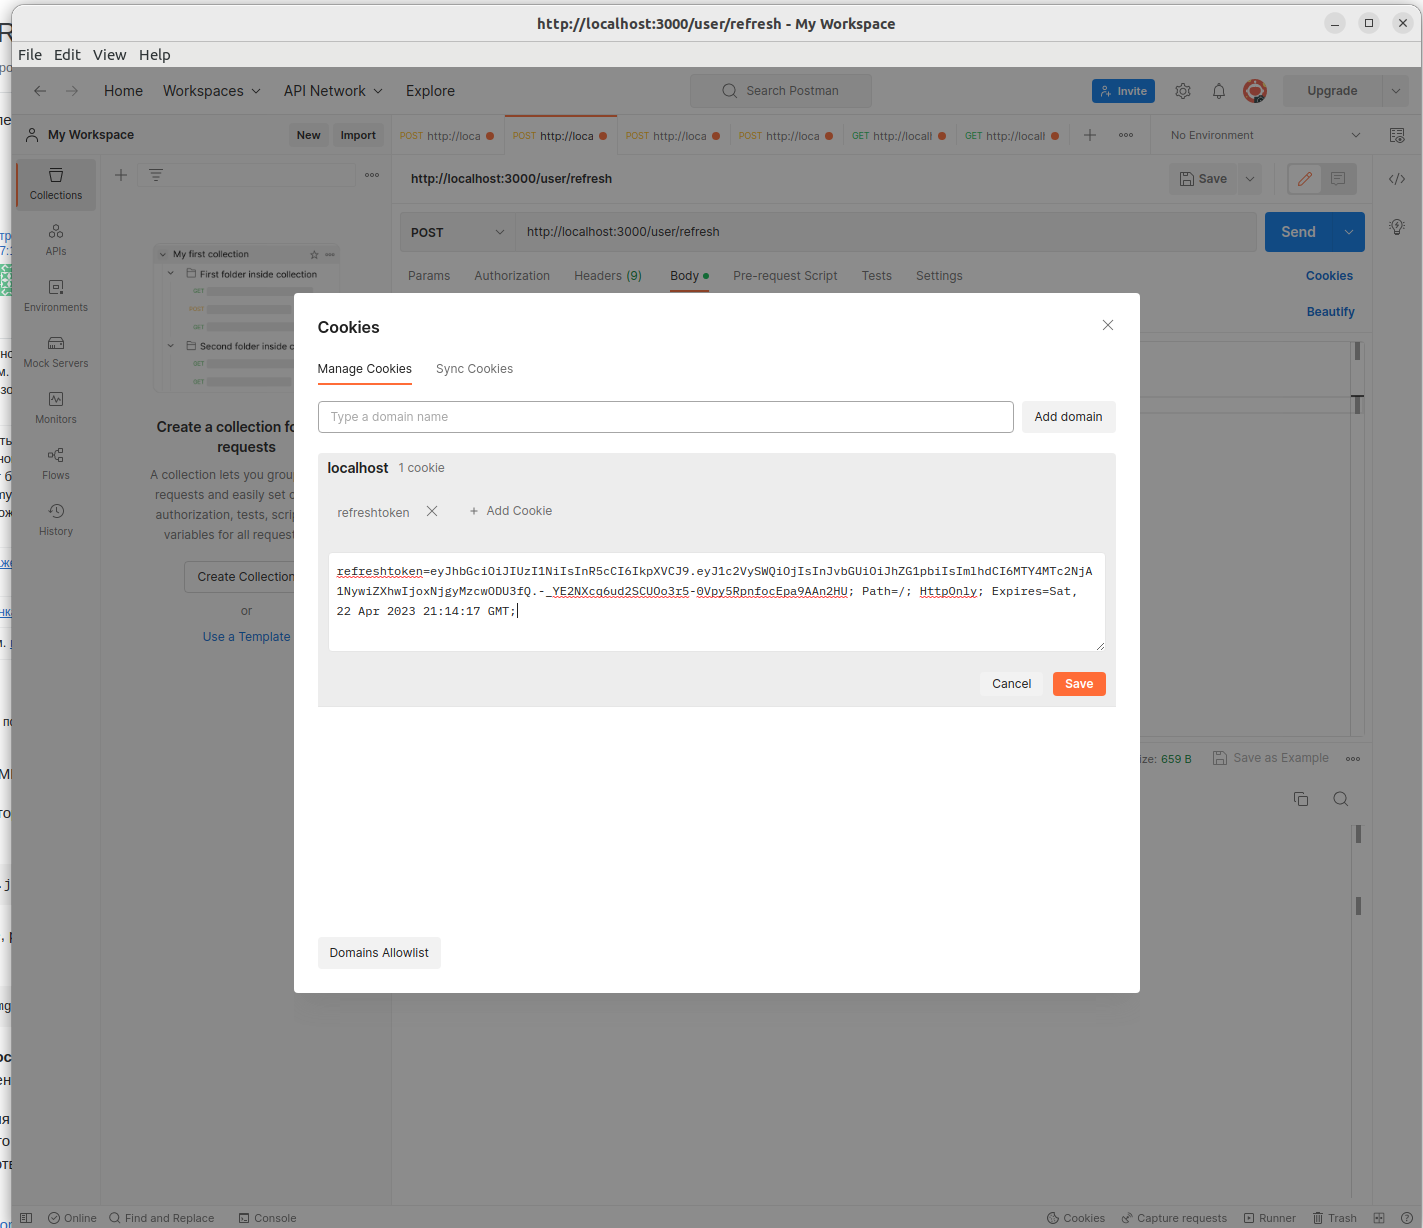 http://localhost:3000/user/refresh - My Workspace
File Edit View Help
Home Workspaces API Network Explore Search Postman Invite Upgrade
My Workspace New Import
POST http://loca POST http://loca POST http://loca POST http://loca GET http://locall GET http://locall No Environment
Collections
APIs
Environments
Mock Servers
Monitors
Flows
History
My first collection
First folder inside collection
GET
POST
GET
Second folder inside c
GET
GET
Create a collection fo
requests
A collection lets you grou
requests and easily set c
authorization, tests, scrip
variables for all request
Create Collection
or
Use a Template
http://localhost:3000/user/refresh Save
POST http://localhost:3000/user/refresh Send
Params Authorization Headers (9) Body Pre-request Script Tests Settings Cookies
Beautify
Cookies
Manage Cookies Sync Cookies
Type a domain name Add domain
localhost 1 cookie
refreshtoken + Add Cookie
refreshtoken=eyJhbGciOiJIUzI1NiIsInR5cCI6IkpXVCJ9.eyJ1c2VySWQiOjIsInJvbGUiOiJhZG1pbiIsImlhdCI6MTY4MTc2NjA
1NywiZXhwIjoxNjgyMzcwODU3fQ.-_YE2NXcq6ud2SCUOo3r5-0Vpy5RpnfocEpa9AAn2HU; Path=/; HttpOnly; Expires=Sat,
22 Apr 2023 21:14:17 GMT;
Cancel Save
Domains Allowlist
ize: 659 B Save as Example
Online Find and Replace Console Cookies Capture requests Runner Trash